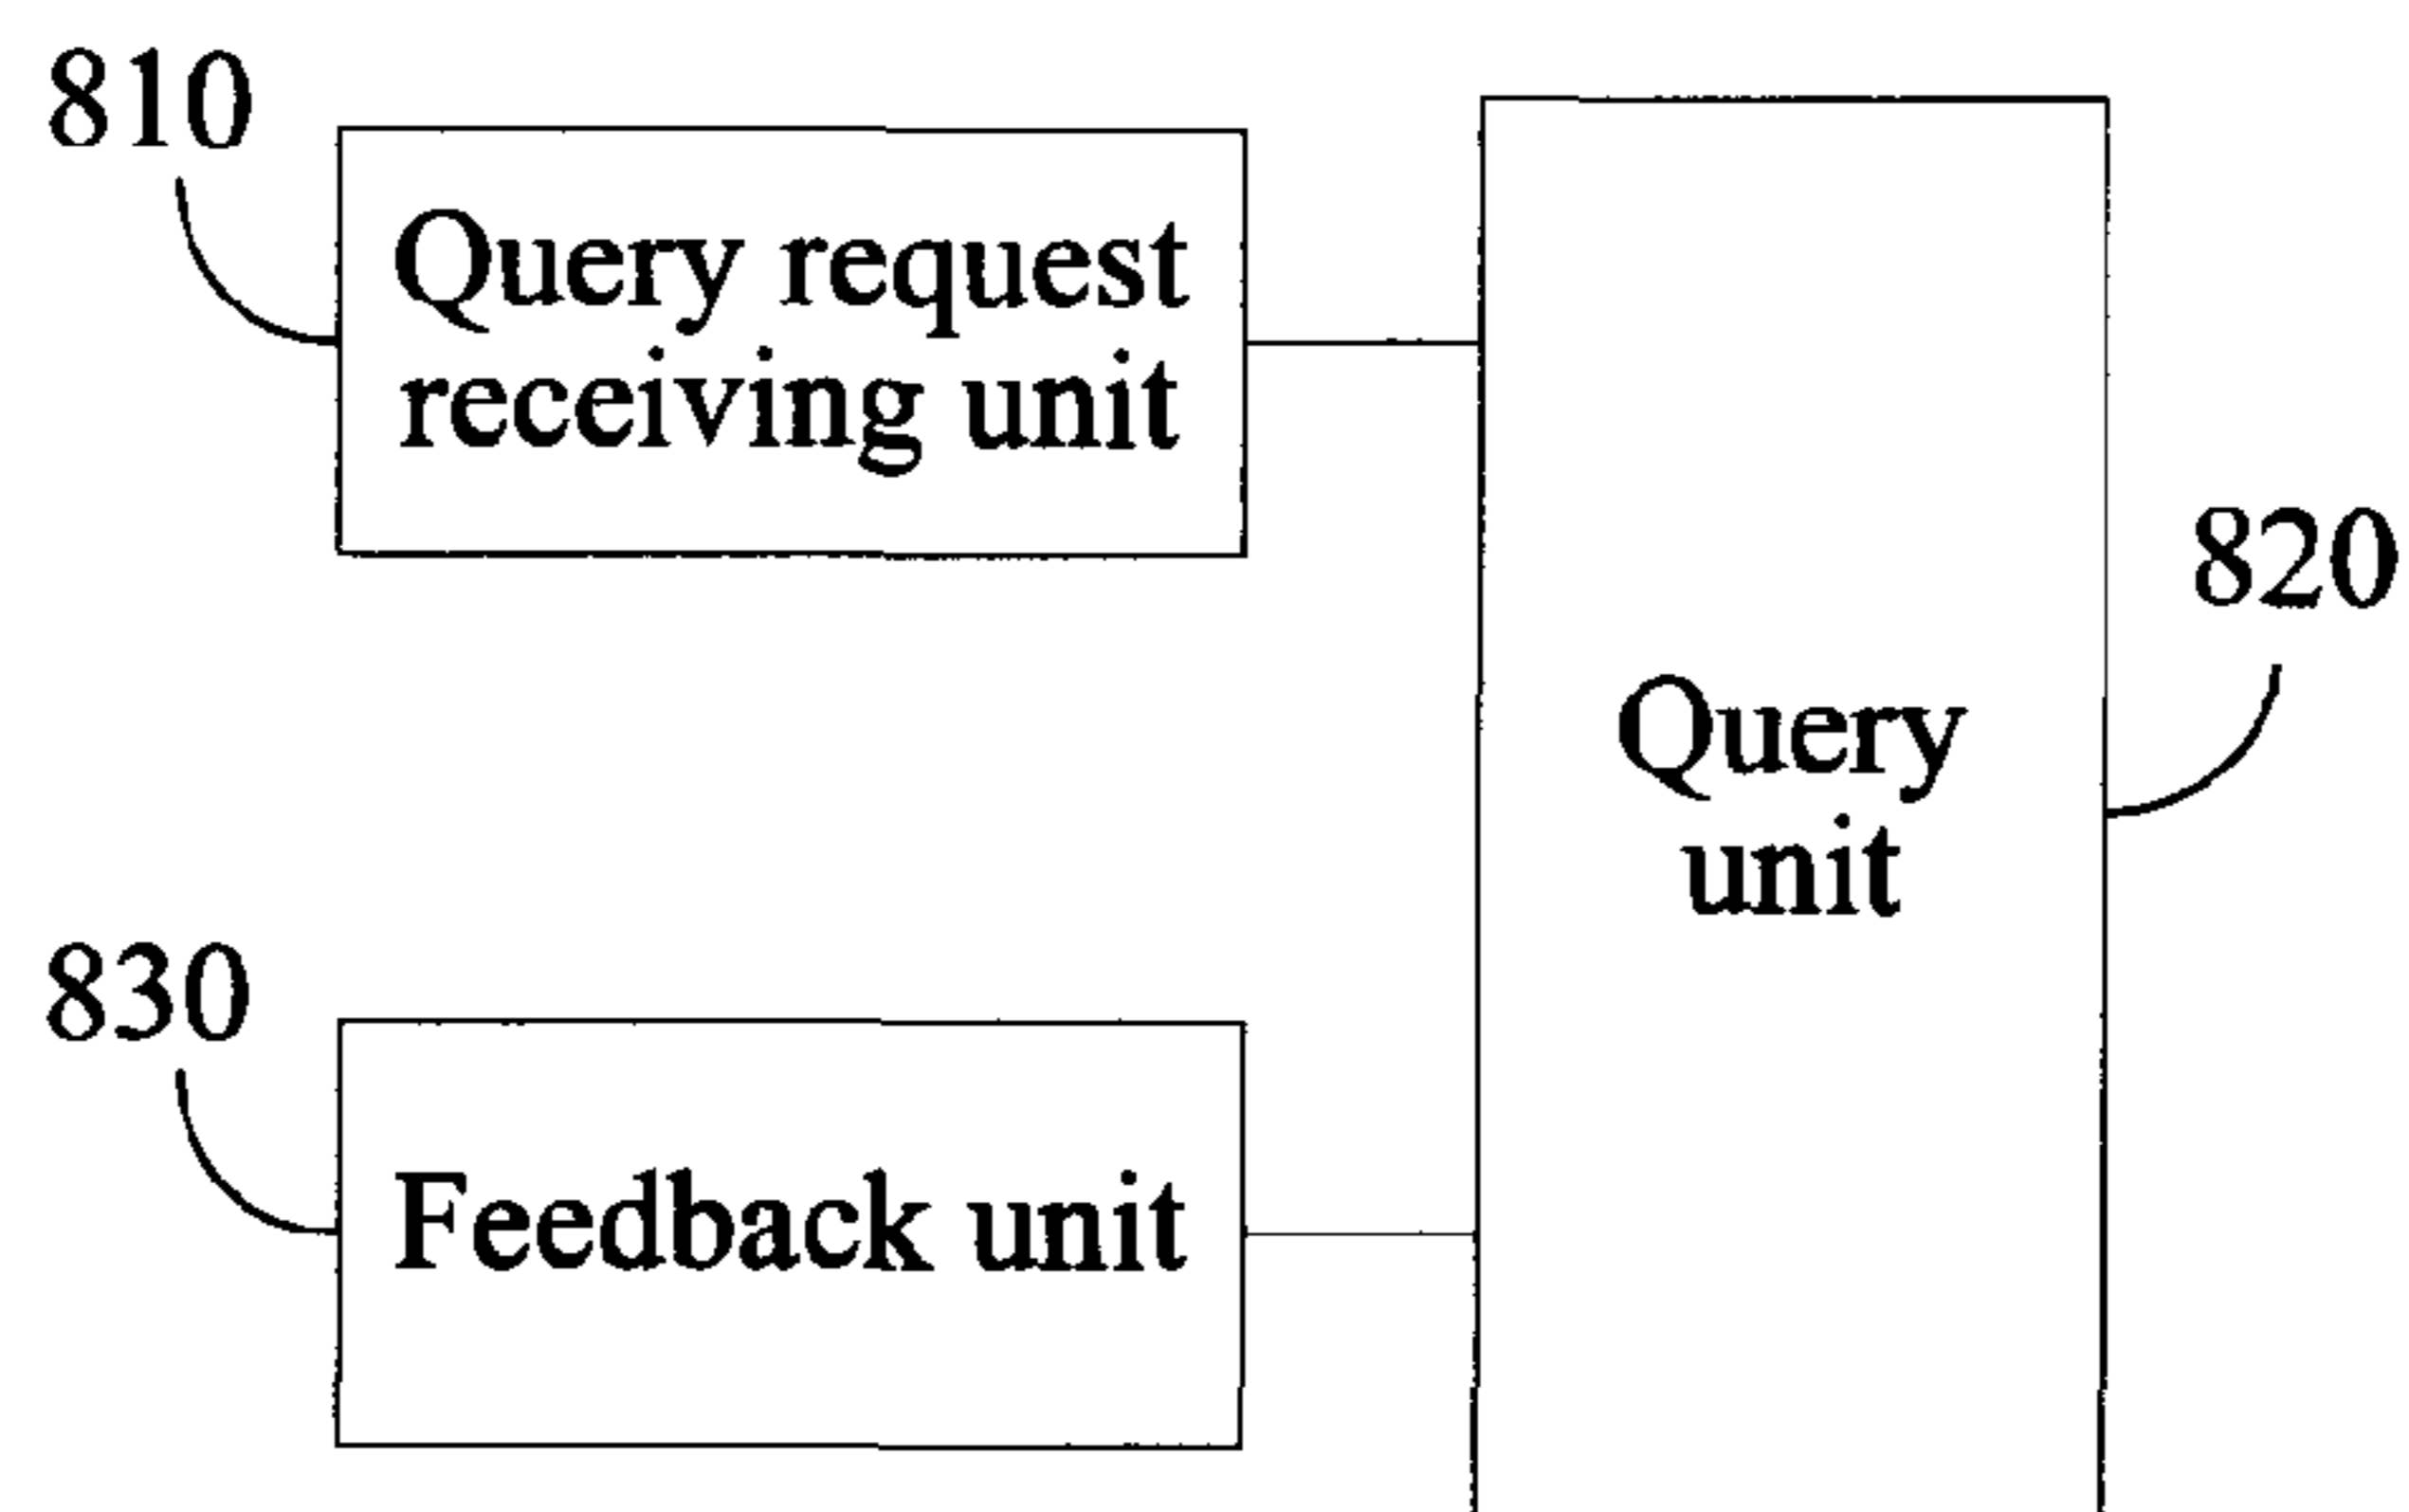 810
Query request
receiving unit
820
Query
unit
830
Feedback unit